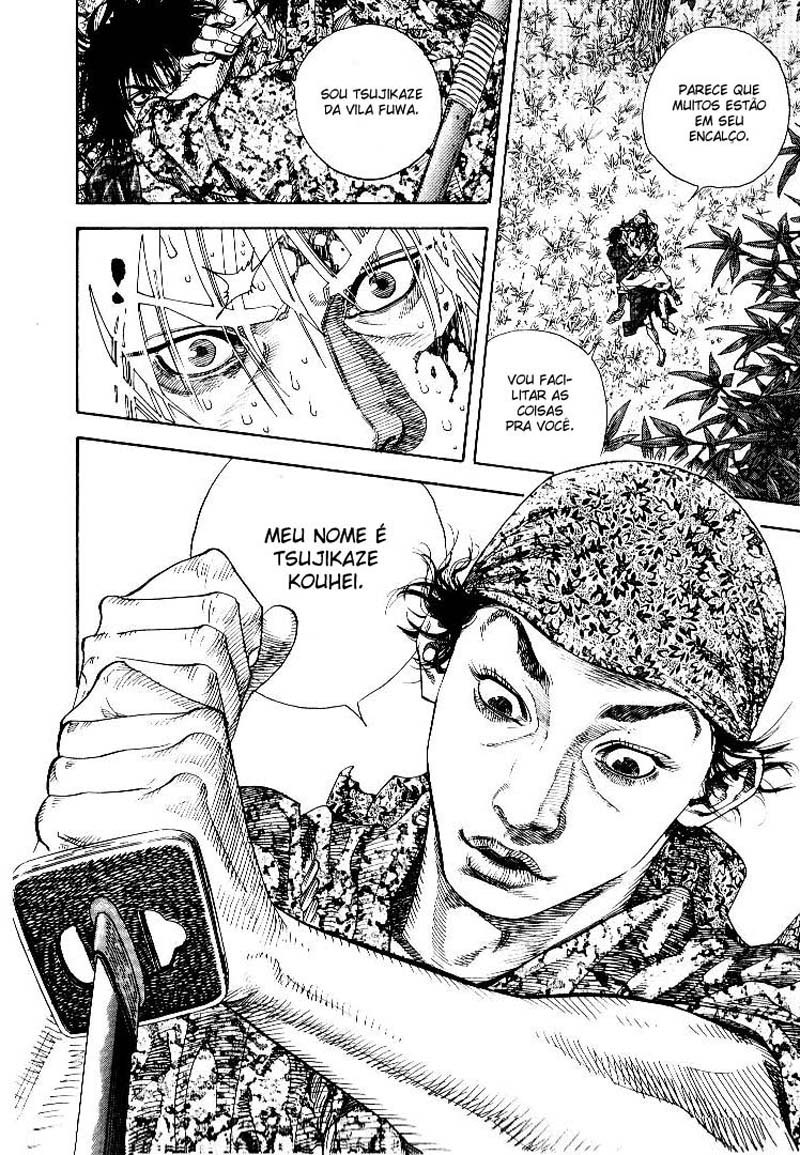 PARECE QUE
MUITOS ESTÃO
EM SEU
ENCALÇO.
VOU FACI-
LITAR AS
COISAS
PRA VOCÊ.
SOU TSUJIKAZE
DA VILA FUWA.
!
MEU NOME É
TSUJIKAZE
KOUHEI.